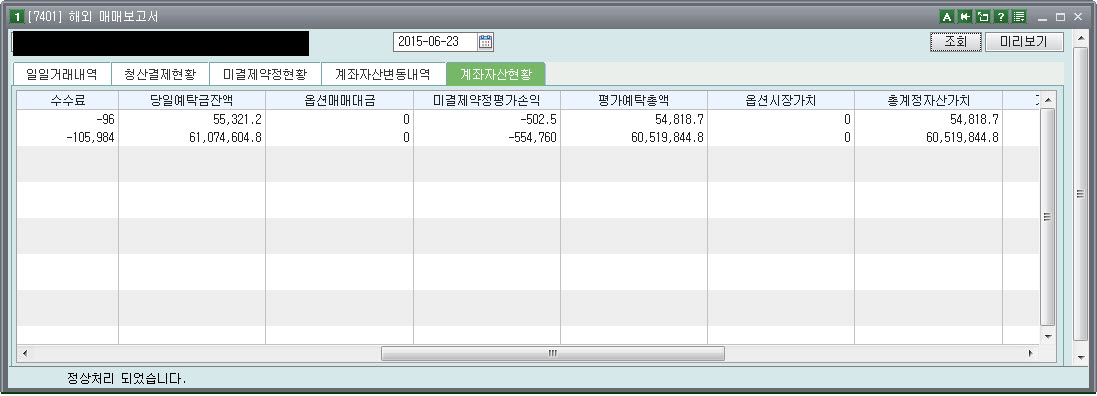 1 [7401] 해외 매매보고서 A ?
2015-06-23 조회 미리보기
일일거래내역 청산결제현황 미결제약정현황 계좌자산변동내역 계좌자산현황
수수료 당일예탁금잔액 옵션매매대금 미결제약정평가손익 평가예탁총액 옵션시장가치 총계정자산가치
-96 55,321.2 0 -502.5 54,818.7 0 54,818.7
-105,984 61,074,604.8 0 -554,760 60,519,844.8 0 60,519,844.8
정상처리 되었습니다.